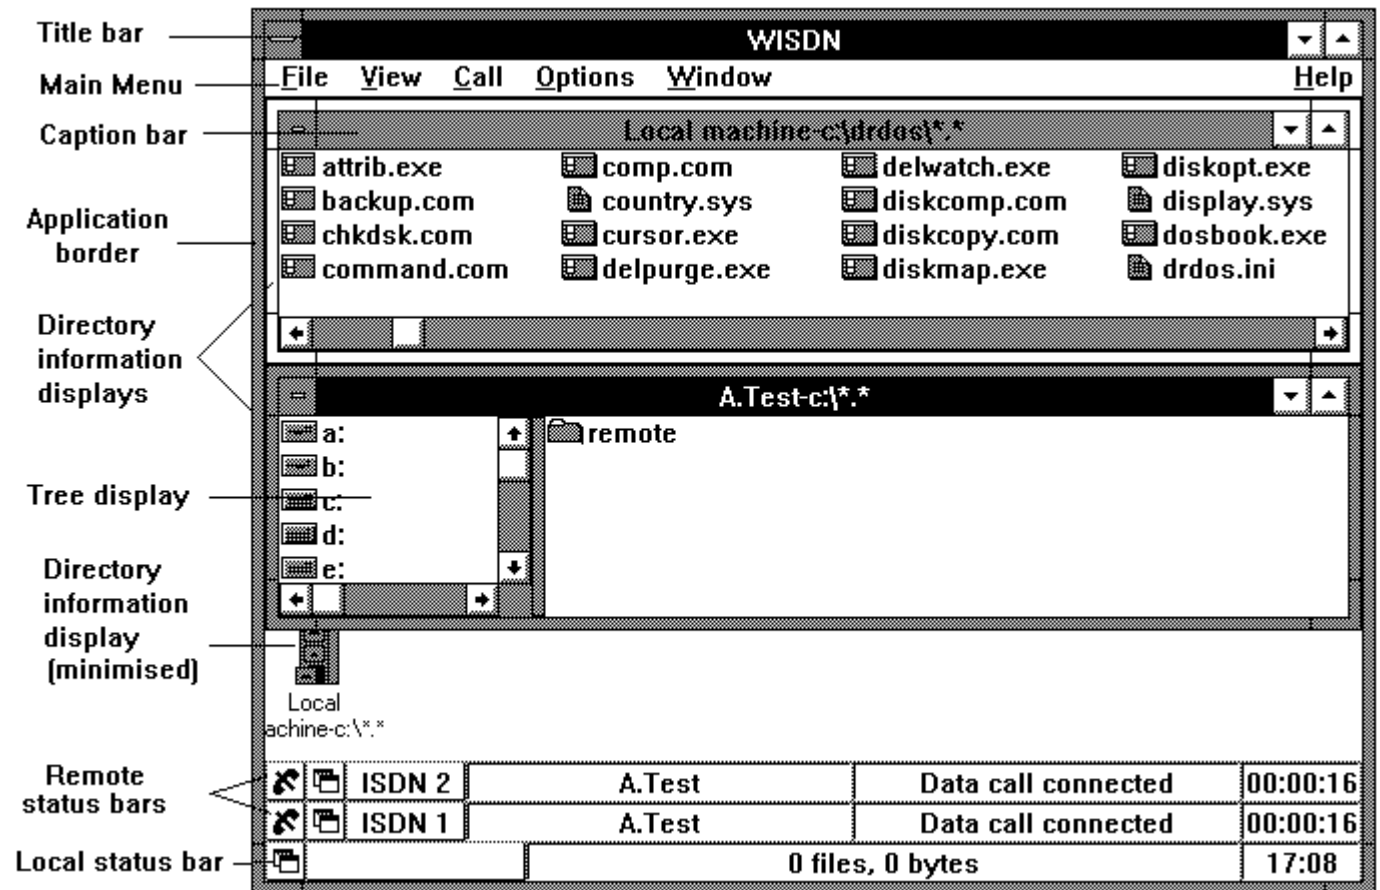 Title bar
WISDN
Main Menu
File View Call Options Window Help
Caption bar
Local machine-c:\drdos\*.*
attrib.exe comp.com delwatch.exe diskopt.exe
backup.com country.sys diskcomp.com display.sys
chkdsk.com cursor.exe diskcopy.com dosbook.exe
command.com delpurge.exe diskmap.exe drdos.ini
Application
border
Directory
information
displays
A.Test-c:\*.*
a: remote
b:
Tree display
c:
d:
e:
Directory
information
display
(minimised)
Local
achine-c:\*.*
Remote
status bars
ISDN 2 A.Test Data call connected 00:00:16
ISDN 1 A.Test Data call connected 00:00:16
Local status bar
0 files, 0 bytes 17:08